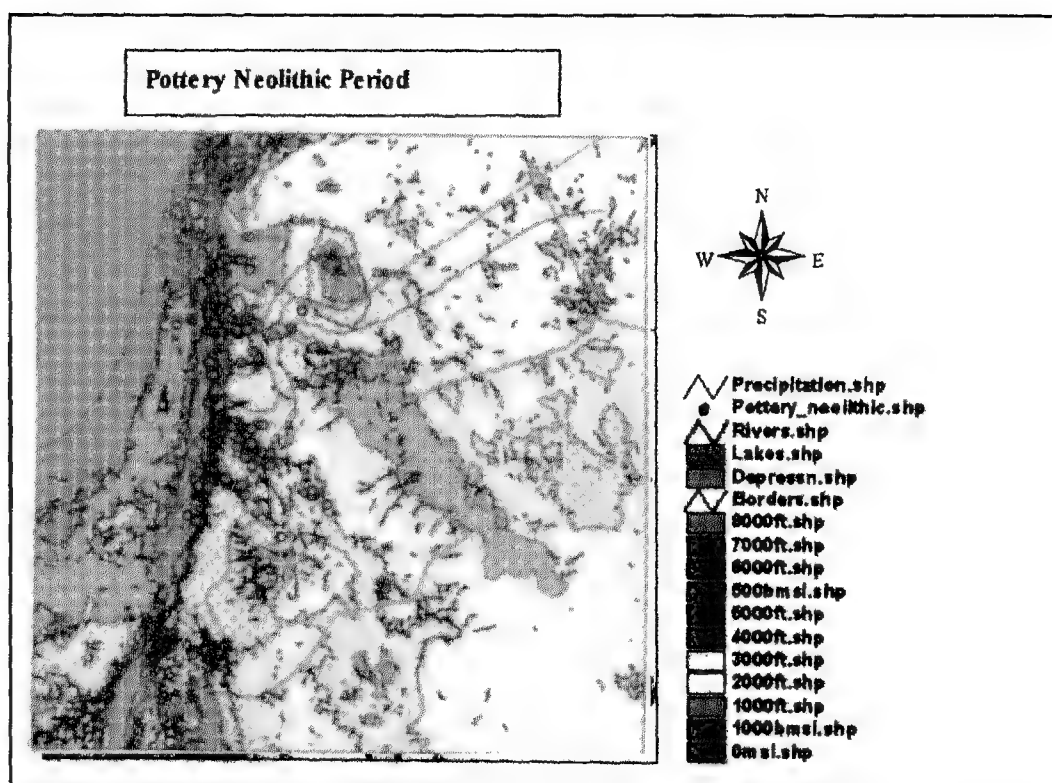 Pottery Neolithic Period
N
W E
S
Precipitation.shp
Pottery_neolithic.shp
Rivers.shp
Lakes.shp
Depressn.shp
Borders.shp
8000ft.shp
7000ft.shp
6000ft.shp
500bmsl.shp
5000ft.shp
4000ft.shp
3000ft.shp
2000ft.shp
1000ft.shp
1000bmsl.shp
0msl.shp